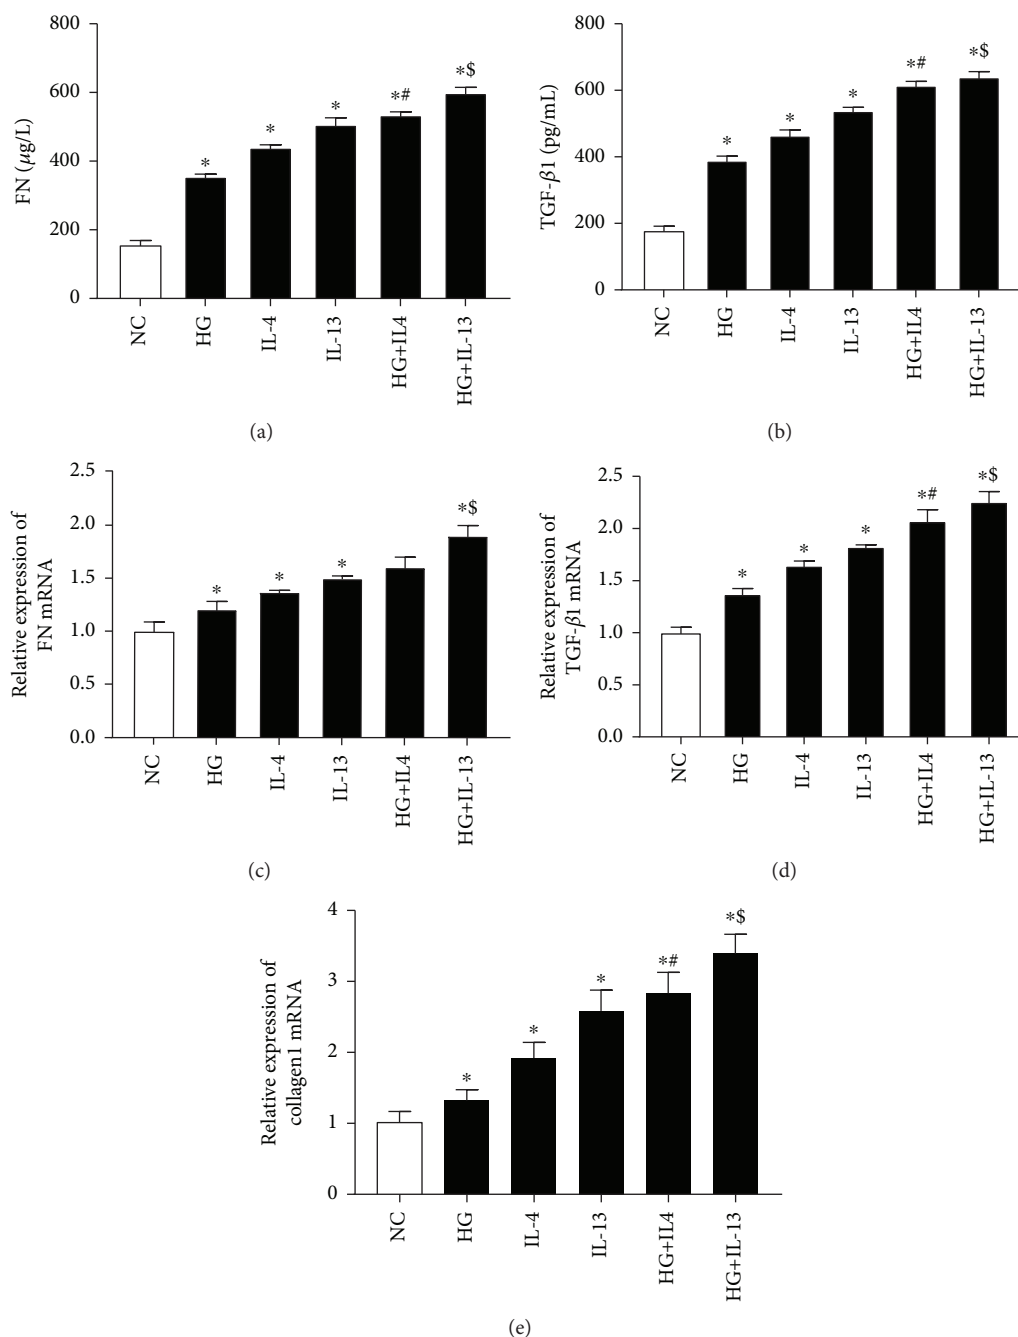 FN (μg/L)
800
600
400
200
0
*
*
*
*#
*$
NC
HG
IL-4
IL-13
HG+IL4
HG+IL-13
(a)
TGF-β1 (pg/mL)
800
600
400
200
0
*
*
*
*#
*$
NC
HG
IL-4
IL-13
HG+IL4
HG+IL-13
(b)
Relative expression of
FN mRNA
2.5
2.0
1.5
1.0
0.5
0.0
*
*
*
*$
NC
HG
IL-4
IL-13
HG+IL4
HG+IL-13
(c)
Relative expression of
TGF-β1 mRNA
2.5
2.0
1.5
1.0
0.5
0.0
*
*
*
*#
*$
NC
HG
IL-4
IL-13
HG+IL4
HG+IL-13
(d)
Relative expression of
collagen1 mRNA
4
3
2
1
0
*
*
*
*#
*$
NC
HG
IL-4
IL-13
HG+IL4
HG+IL-13
(e)